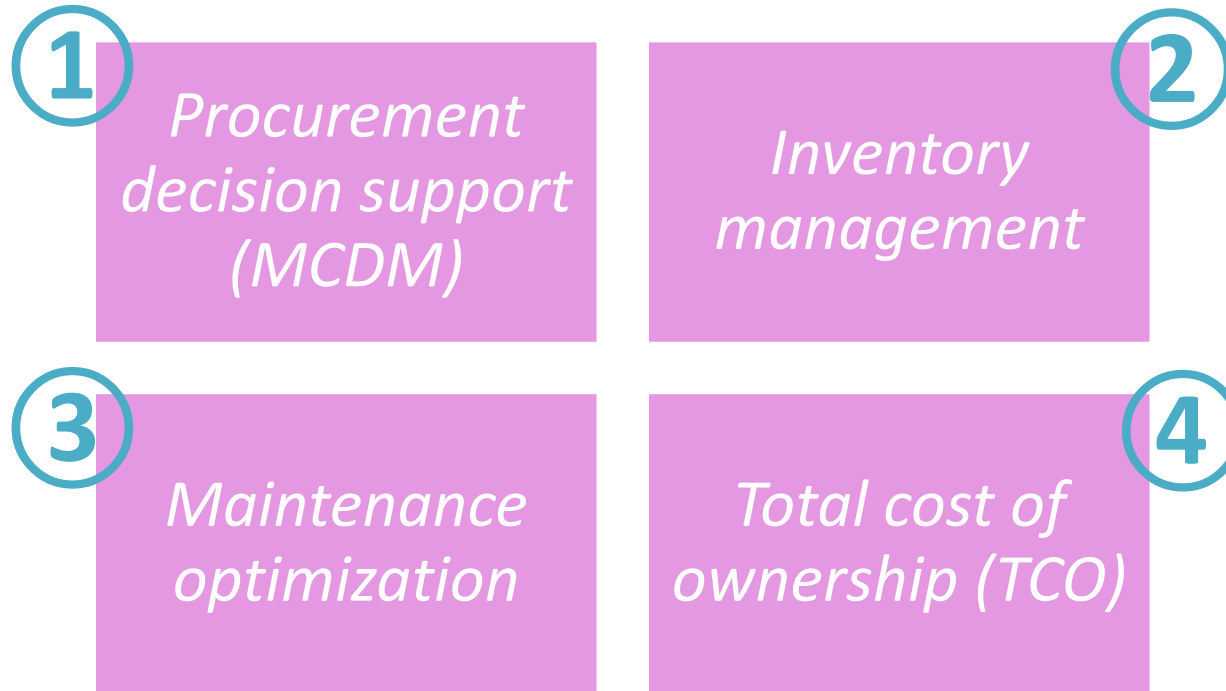 1
Procurement
decision support
(MCDM)
2
Inventory
management
3
Maintenance
optimization
4
Total cost of
ownership (TCO)